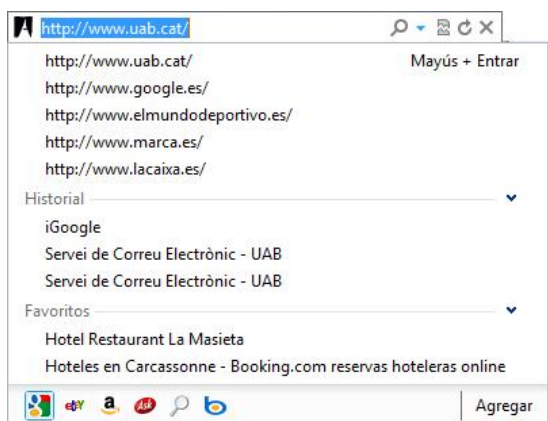 http://www.uab.cat/
http://www.uab.cat/ Mayús + Entrar
http://www.google.es/
http://www.elmundodeportivo.es/
http://www.marca.es/
http://www.lacaixa.es/
Historial
iGoogle
Servei de Correu Electrònic - UAB
Servei de Correu Electrònic - UAB
Favoritos
Hotel Restaurant La Masieta
Hoteles en Carcassonne - Booking.com reservas hoteleras online
ebY a Ask b Agregar